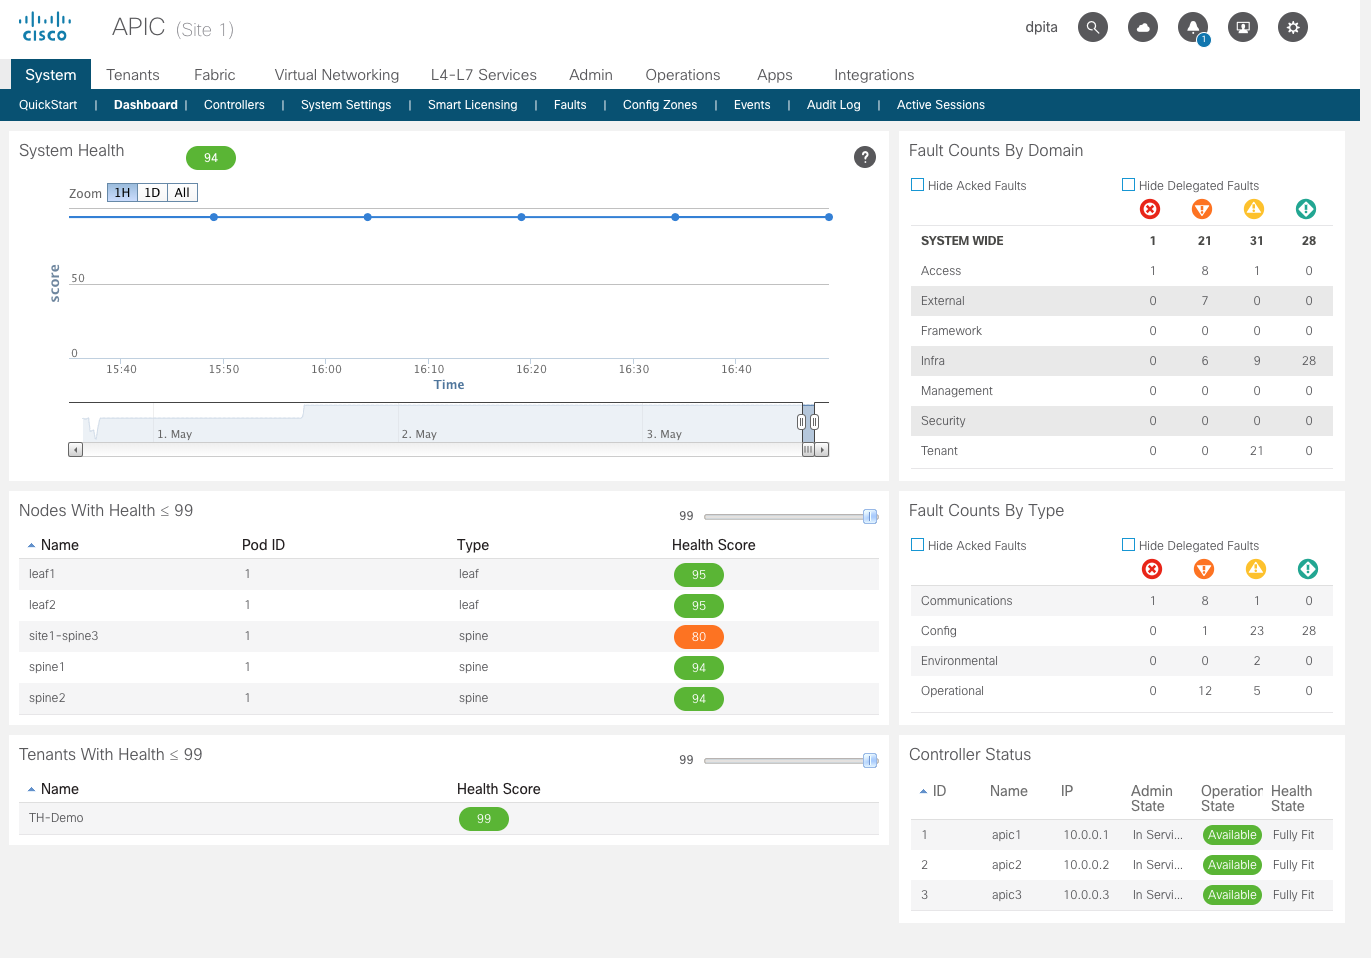 cisco
APIC (Site 1)
dpita
1
System Tenants Fabric Virtual Networking L4-L7 Services Admin Operations Apps Integrations
QuickStart | Dashboard | Controllers | System Settings | Smart Licensing | Faults | Config Zones | Events | Audit Log | Active Sessions
System Health 94
?
Zoom 1H 1D All
score
50
0
15:40 15:50 16:00 16:10 16:20 16:30 16:40
Time
1. May 2. May 3. May
Fault Counts By Domain
Hide Acked Faults Hide Delegated Faults
SYSTEM WIDE 1 21 31 28
Access 1 8 1 0
External 0 7 0 0
Framework 0 0 0 0
Infra 0 6 9 28
Management 0 0 0 0
Security 0 0 0 0
Tenant 0 0 21 0
Nodes With Health ≤ 99
99
Name Pod ID Type Health Score
leaf1 1 leaf 95
leaf2 1 leaf 95
site1-spine3 1 spine 80
spine1 1 spine 94
spine2 1 spine 94
Fault Counts By Type
Hide Acked Faults Hide Delegated Faults
Communications 1 8 1 0
Config 0 1 23 28
Environmental 0 0 2 0
Operational 0 12 5 0
Tenants With Health ≤ 99
99
Name Health Score
TH-Demo 99
Controller Status
ID Name IP Admin State Operation State Health State
1 apic1 10.0.0.1 In Servi... Available Fully Fit
2 apic2 10.0.0.2 In Servi... Available Fully Fit
3 apic3 10.0.0.3 In Servi... Available Fully Fit